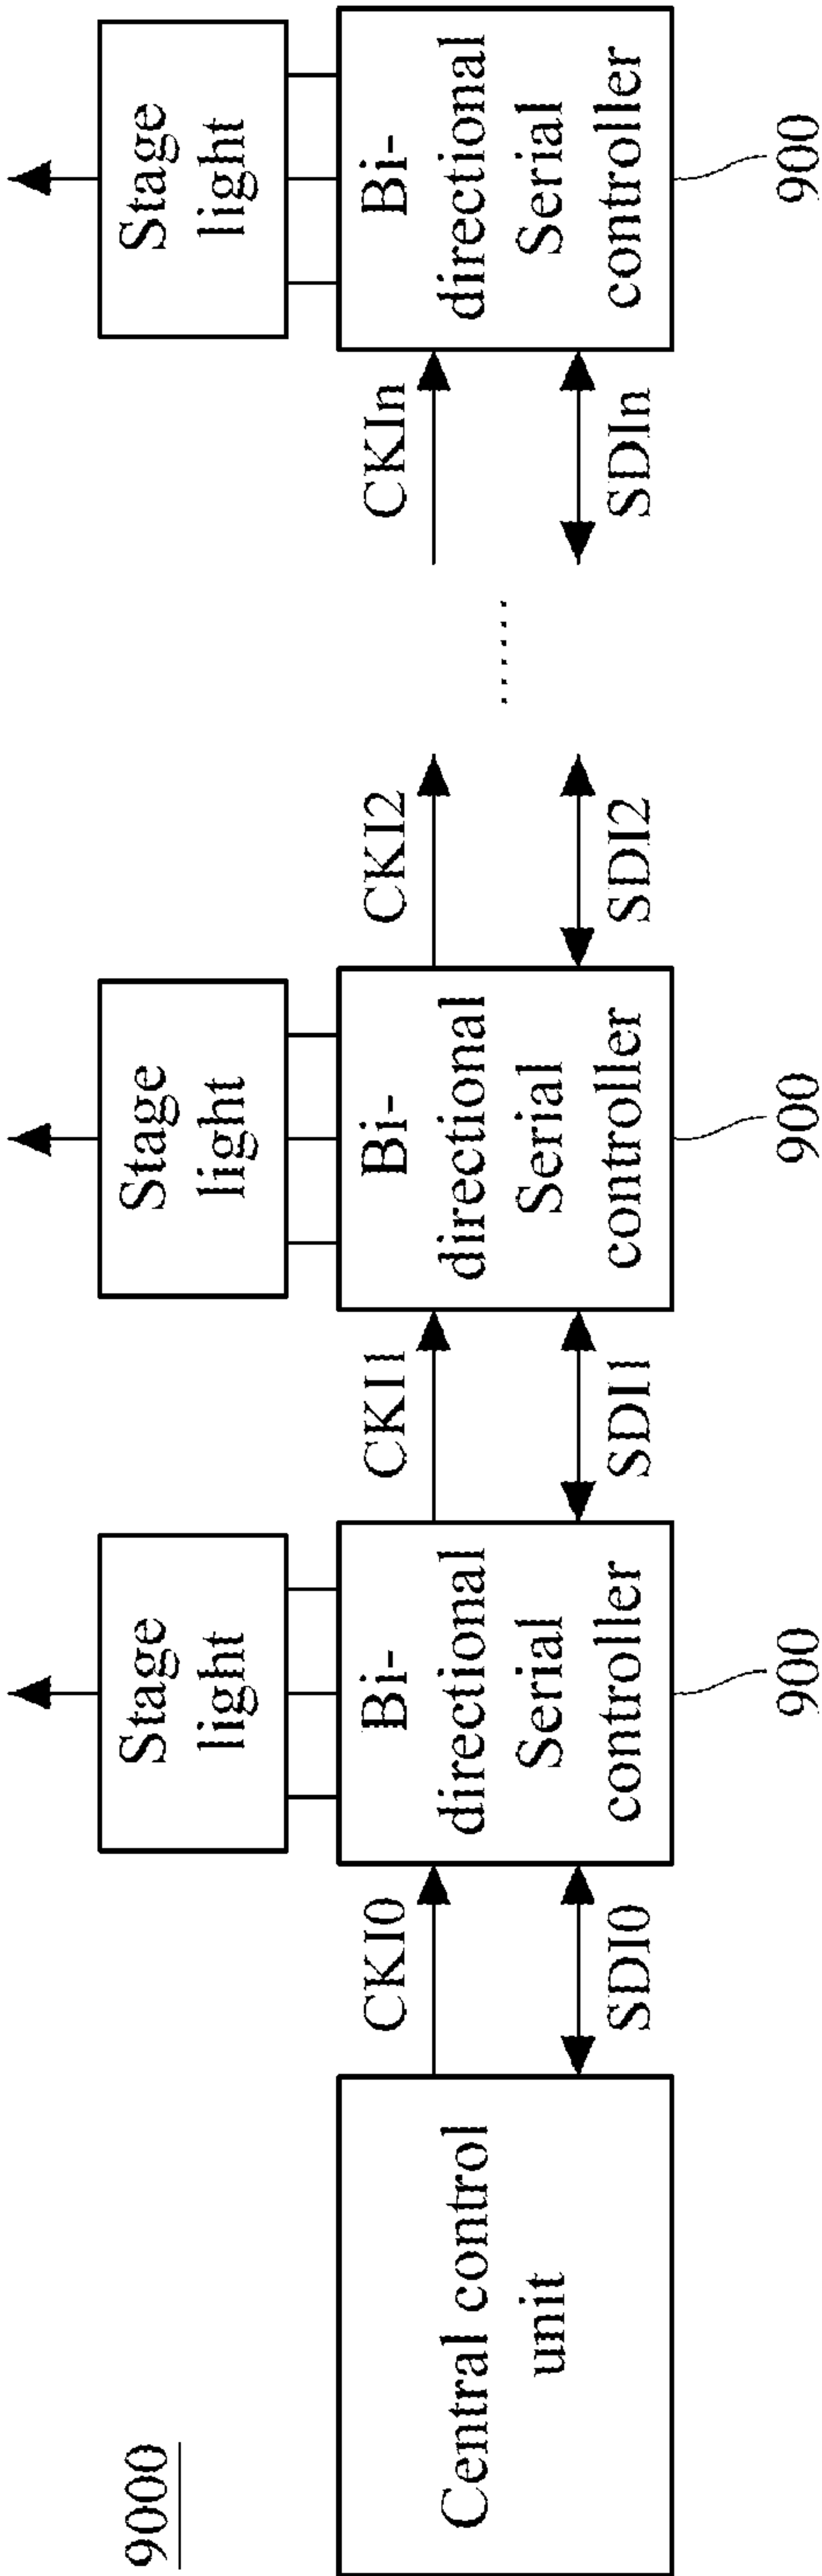 9000
Stage
light
Stage
light
Stage
light
Central control
unit
CKI0
SDI0
Bi-
directional
Serial
controller
900
CKI1
SDI1
Bi-
directional
Serial
controller
900
CKI2
SDI2
......
CKIn
SDIn
Bi-
directional
Serial
controller
900